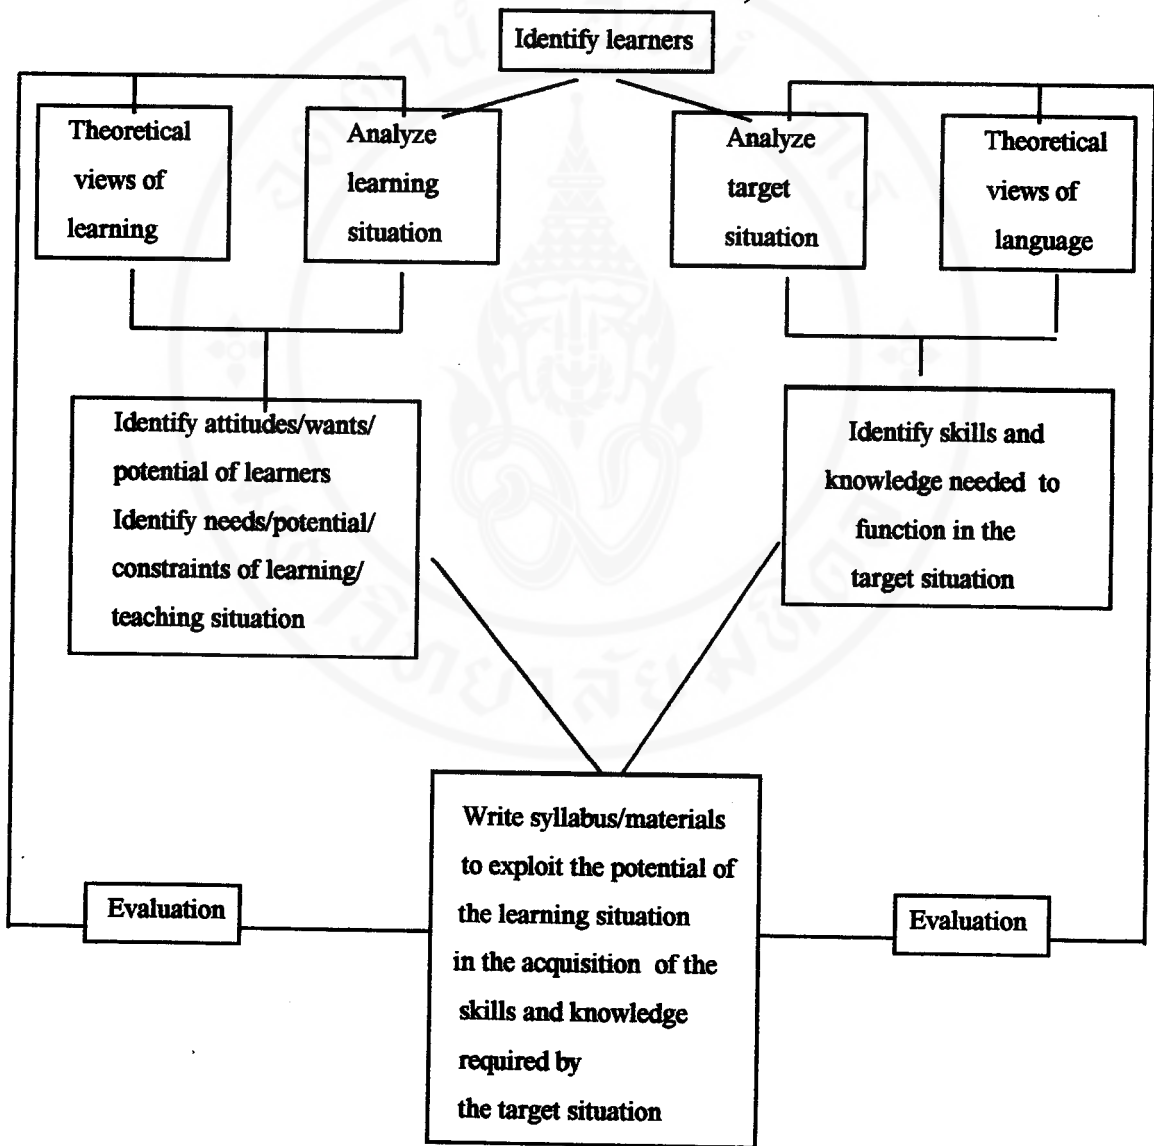 Identify learners
Theoretical
views of
learning
Analyze
learning
situation
Analyze
target
situation
Theoretical
views of
language
Identify attitudes/wants/
potential of learners
Identify needs/potential/
constraints of learning/
teaching situation
Identify skills and
knowledge needed to
function in the
target situation
Write syllabus/materials
to exploit the potential of
the learning situation
in the acquisition of the
skills and knowledge
required by
the target situation
Evaluation
Evaluation